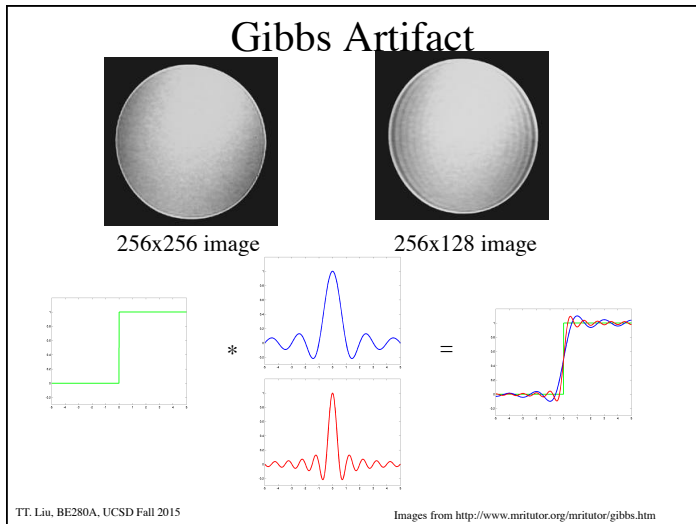 Gibbs Artifact
256x256 image
256x128 image
*
=
TT. Liu, BE280A, UCSD Fall 2015
Images from http://www.mritutor.org/mritutor/gibbs.htm